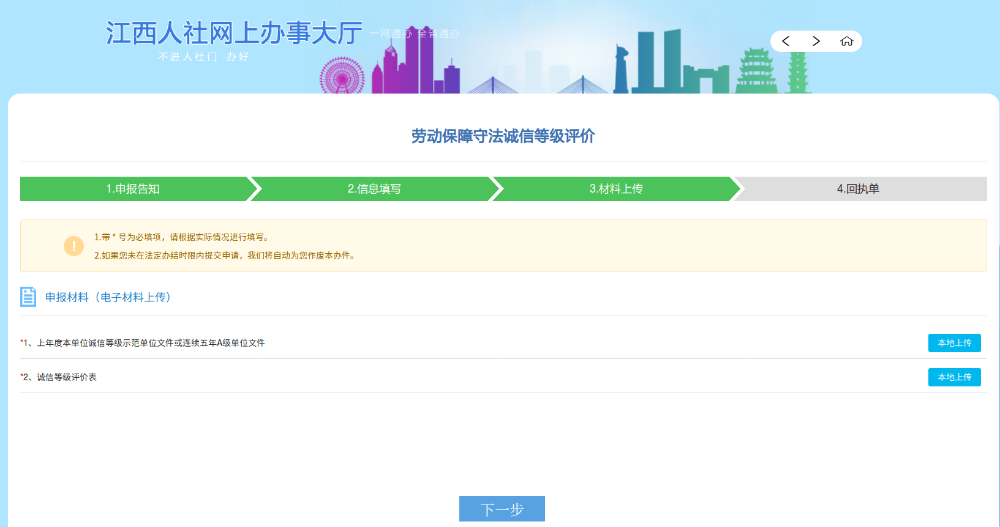 江西人社网上办事大厅 一网通办 全省通办
不进人社门 办好
劳动保障守法诚信等级评价
1.申报告知 2.信息填写 3.材料上传 4.回执单
1.带 * 号为必填项，请根据实际情况进行填写。
2.如果您未在法定办结时限内提交申请，我们将自动为您作废本办件。
申报材料（电子材料上传）
*1、上年度本单位诚信等级示范单位文件或连续五年A级单位文件 本地上传
*2、诚信等级评价表 本地上传
下一步